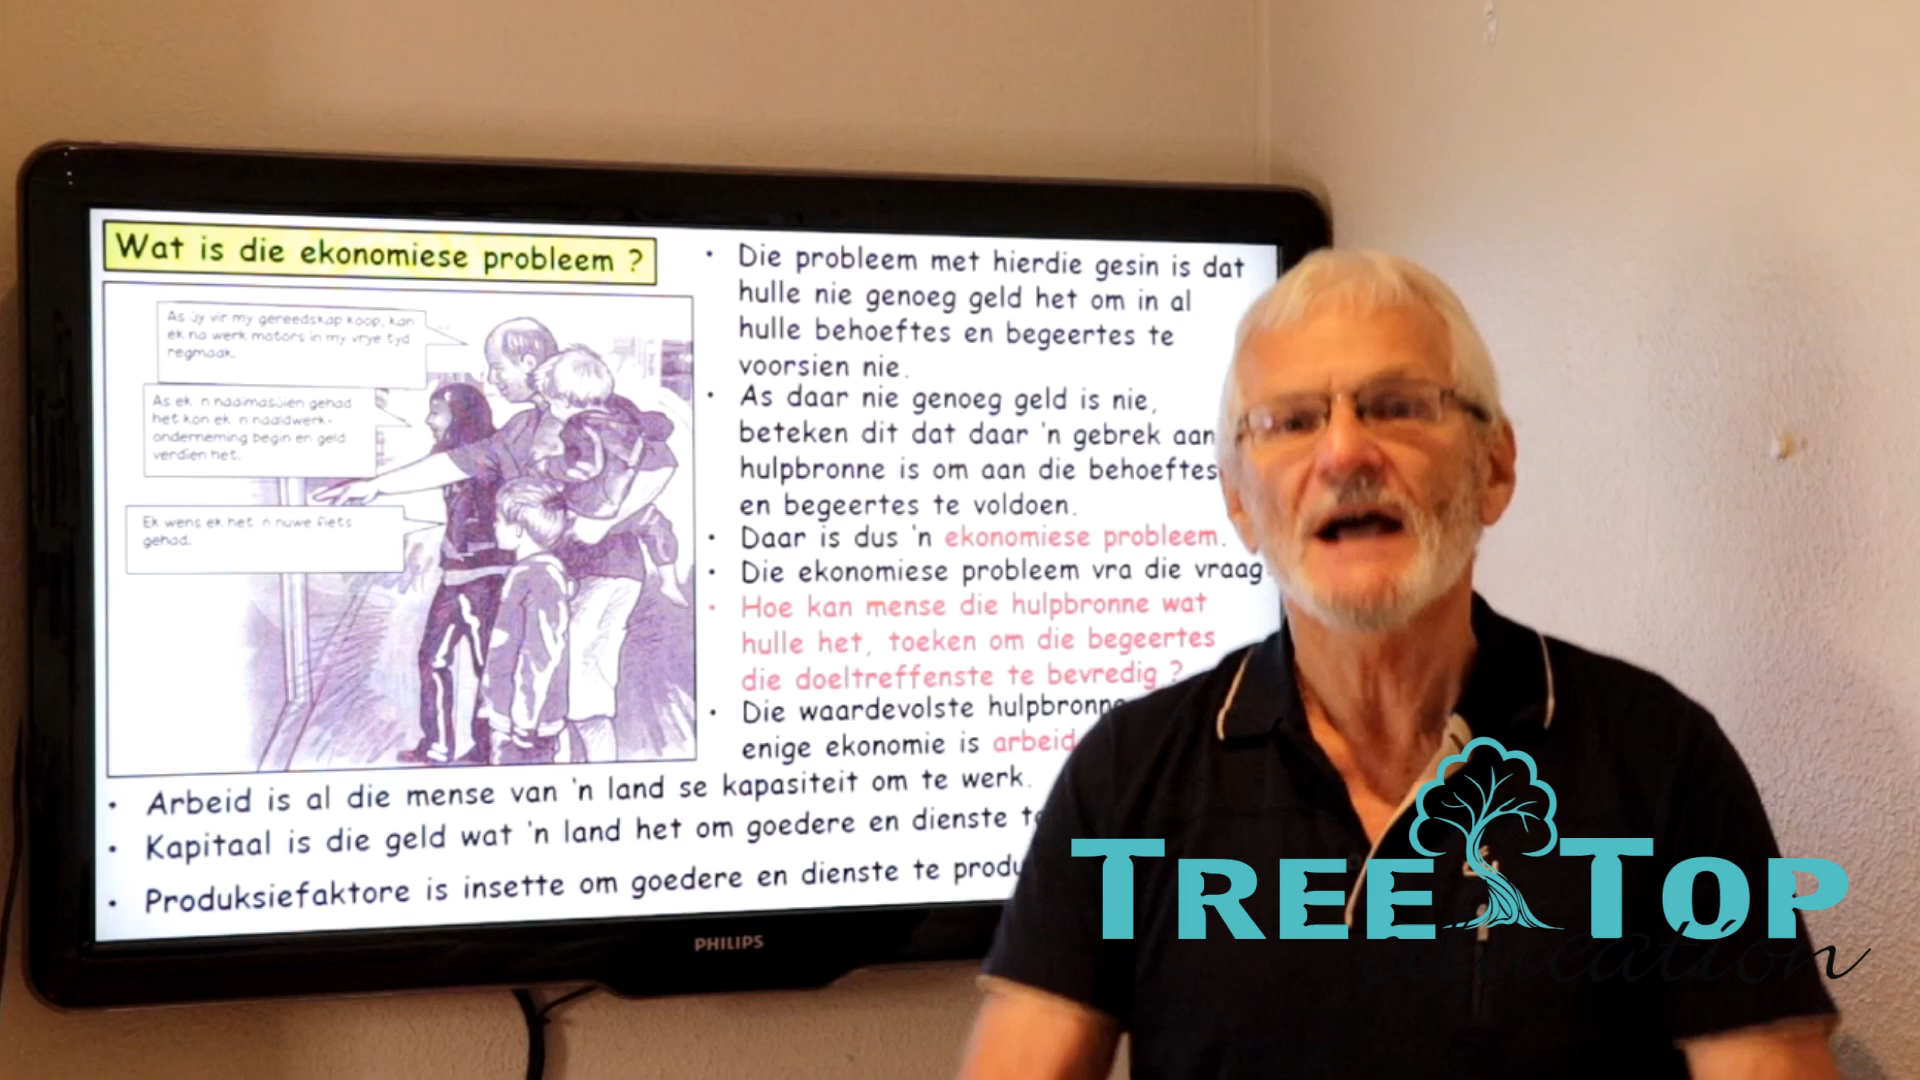 Wat is die ekonomiese probleem ?
As jy vir my gereedskap koop, kan
ek na werk motors in my vrye tyd
regmaak.
As ek 'n naaimasjien gehad
het kon ek 'n naaldwerk-
onderneming begin en geld
verdien het.
Ek wens ek het 'n nuwe fiets
gehad.
• Die probleem met hierdie gesin is dat
hulle nie genoeg geld het om in al
hulle behoeftes en begeertes te
voorsien nie.
• As daar nie genoeg geld is nie,
beteken dit dat daar 'n gebrek aan
hulpbronne is om aan die behoeftes
en begeertes te voldoen.
• Daar is dus 'n ekonomiese probleem.
• Die ekonomiese probleem vra die vraag
• Hoe kan mense die hulpbronne wat
hulle het, toeken om die begeertes
die doeltreffenste te bevredig ?
• Die waardevolste hulpbronne
enige ekonomie is arbeid
• Arbeid is al die mense van 'n land se kapasiteit om te werk.
• Kapitaal is die geld wat 'n land het om goedere en dienste
• Produksiefaktore is insette om goedere en dienste te
PHILIPS
TREE TOP
education